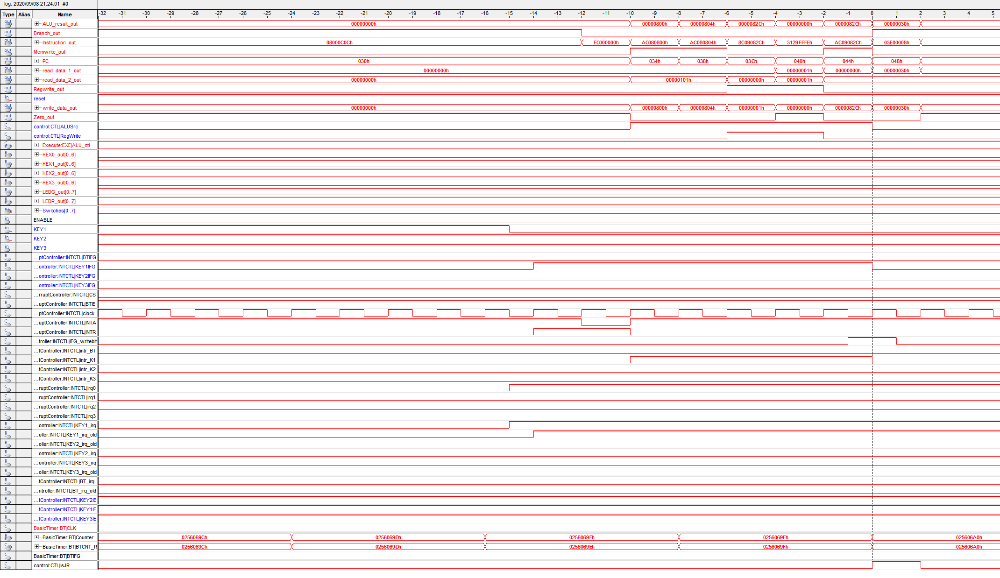 log: 2020/09/08 21:24:01 #0
Type Alias Name -32 -31 -30 -29 -28 -27 -26 -25 -24 -23 -22 -21 -20 -19 -18 -17 -16 -15 -14 -13 -12 -11 -10 -9 -8 -7 -6 -5 -4 -3 -2 -1 0 1 2 3 4 5
out ALU_result_out 00000000h 00000800h 00000804h 0000082Ch 00000000h 0000082Ch 00000030h
out Branch_out
out Instruction_out 08000C0Ch FC000000h AC080800h AC080804h 8C09082Ch 3129FFFEh AC09082Ch 03E00008h
out Memwrite_out
out PC 030h 034h 038h 03Ch 040h 044h 048h
out read_data_1_out 00000000h 00000001h 00000000h 00000030h
out read_data_2_out 00000000h 00000101h 00000000h 00000001h
out Regwrite_out
in reset
out write_data_out 00000000h 00000800h 00000804h 00000001h 00000000h 0000082Ch 00000030h
out Zero_out
C control:CTL|ALUSrc
C control:CTL|RegWrite
C Execute:EXE|ALU_ctl
R HEX0_out[0..6]
R HEX1_out[0..6]
R HEX2_out[0..6]
R HEX3_out[0..6]
R LEDG_out[0..7]
R LEDR_out[0..7]
in Switches[0..7]
in ENABLE
in KEY1
in KEY2
in KEY3
R ...ptController:INTCTL|BTIFG
R ...ontroller:INTCTL|KEY1IFG
R ...ontroller:INTCTL|KEY2IFG
R ...ontroller:INTCTL|KEY3IFG
C ...rruptController:INTCTL|CS
R ...uptController:INTCTL|BTIE
C ...ptController:INTCTL|clock
C ...uptController:INTCTL|INTA
C ...uptController:INTCTL|INTR
C ...troller:INTCTL|IFG_writebit
R ...tController:INTCTL|intr_BT
R ...tController:INTCTL|intr_K1
R ...tController:INTCTL|intr_K2
R ...tController:INTCTL|intr_K3
C ...ruptController:INTCTL|irq0
C ...ruptController:INTCTL|irq1
C ...ruptController:INTCTL|irq2
C ...ruptController:INTCTL|irq3
R ...ontroller:INTCTL|KEY1_irq
R ...oller:INTCTL|KEY1_irq_old
R ...oller:INTCTL|KEY2_irq_old
R ...ontroller:INTCTL|KEY2_irq
R ...ontroller:INTCTL|KEY3_irq
R ...oller:INTCTL|KEY3_irq_old
R ...tController:INTCTL|BT_irq
R ...ntroller:INTCTL|BT_irq_old
R ...tController:INTCTL|KEY2IE
R ...tController:INTCTL|KEY1IE
R ...tController:INTCTL|KEY3IE
C BasicTimer:BT|CLK
R BasicTimer:BT|Counter 0256069Ch 0256069Dh 0256069Eh 0256069Fh 025606A0h
C BasicTimer:BT|BTCNT_R 0256069Ch 0256069Dh 0256069Eh 0256069Fh 025606A0h
C BasicTimer:BT|BTIFG
C control:CTL|isJR